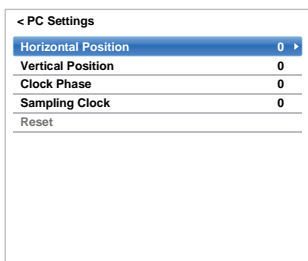 < PC Settings
Horizontal Position 0
Vertical Position 0
Clock Phase 0
Sampling Clock 0
Reset